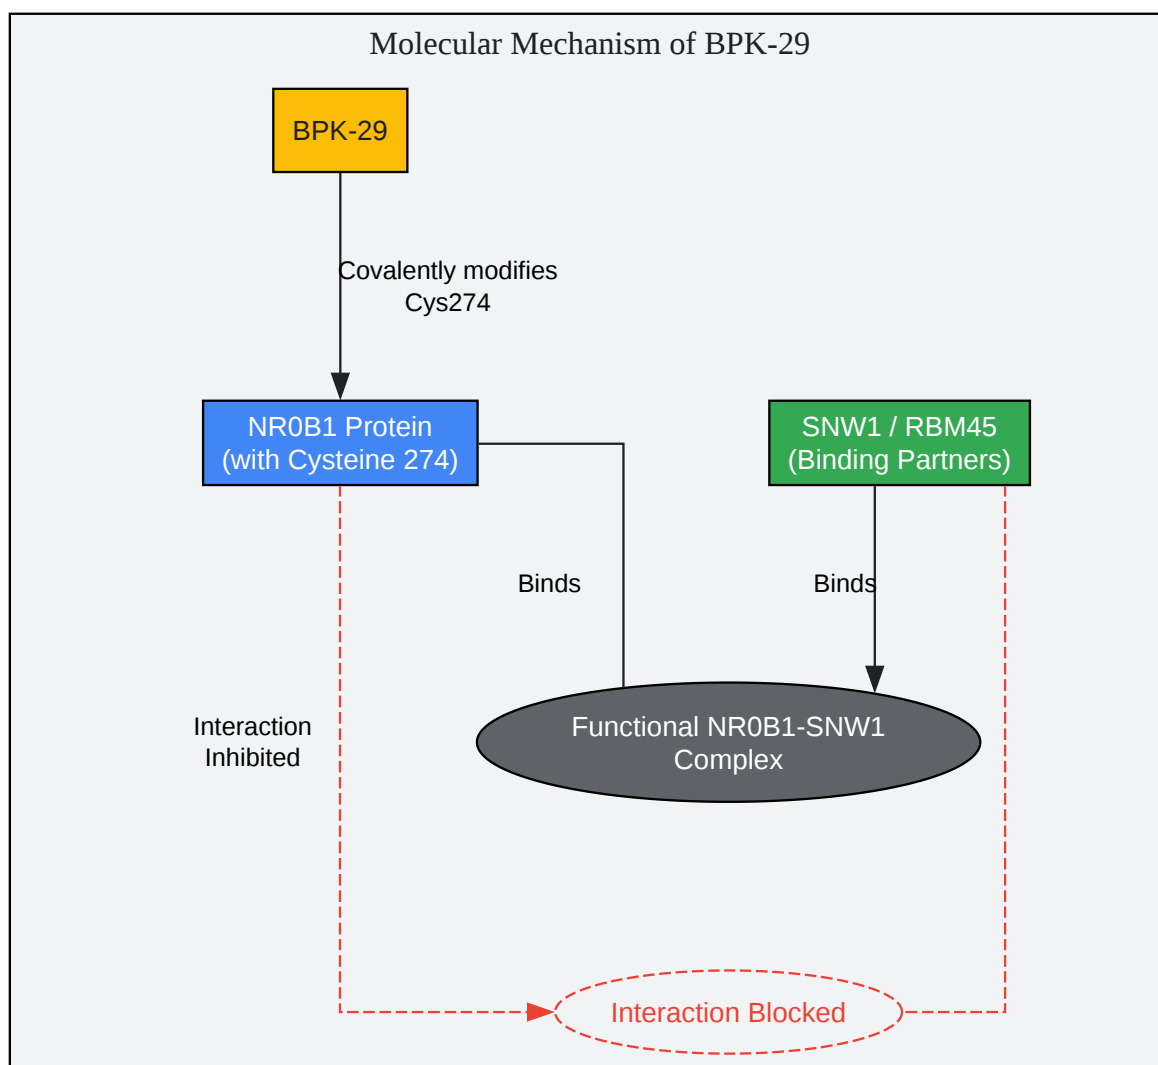 Molecular Mechanism of BPK-29
BPK-29
Covalently modifies
Cys274
NR0B1 Protein
(with Cysteine 274)
SNW1 / RBM45
(Binding Partners)
Binds
Binds
Interaction
Inhibited
Functional NR0B1-SNW1
Complex
Interaction Blocked